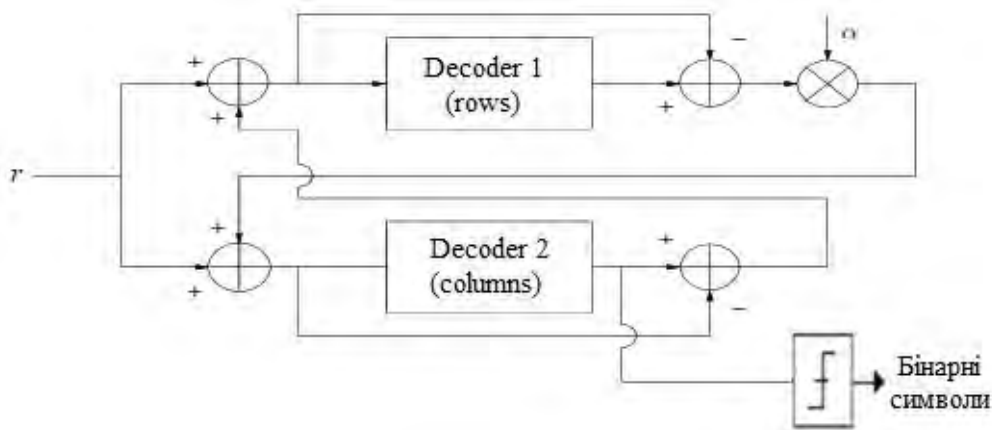 α
+
−
Decoder 1
(rows)
+
+
r
+
+
Decoder 2
(columns)
+
−
Бінарні
символи